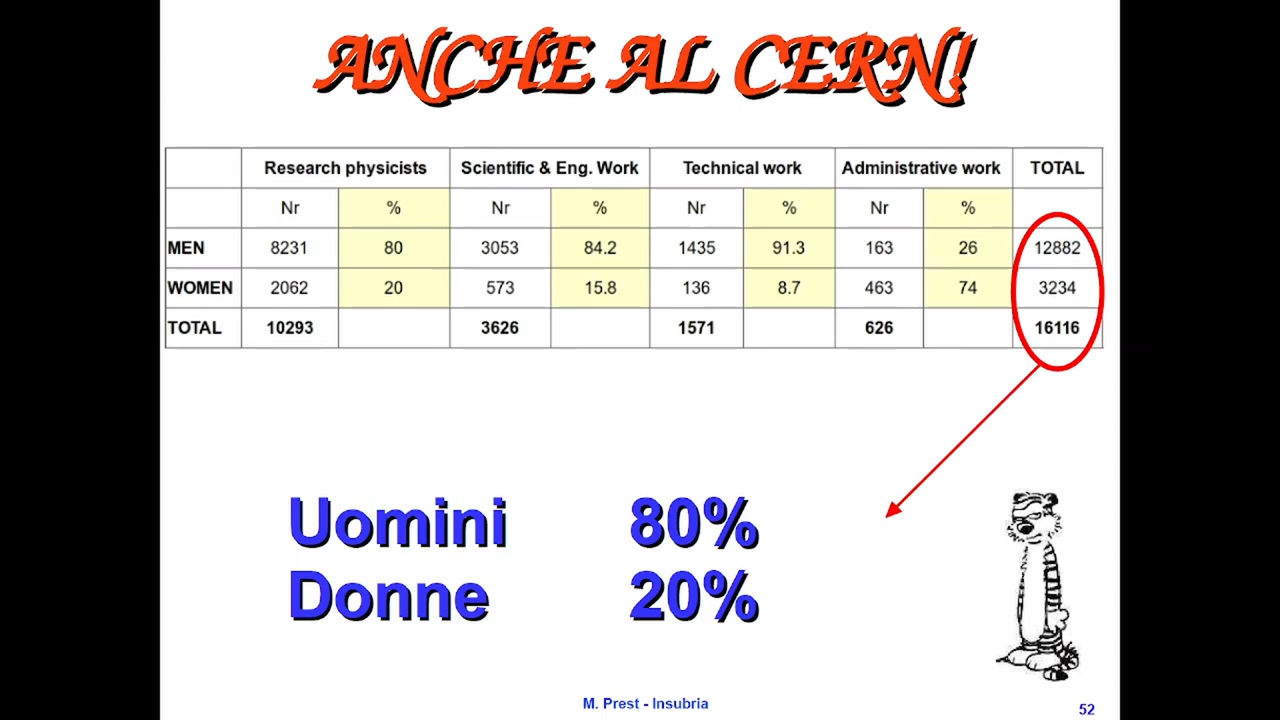 ANCHE AL CERN!
Research physicists Scientific & Eng. Work Technical work Administrative work TOTAL
Nr % Nr % Nr % Nr %
MEN 8231 80 3053 84.2 1435 91.3 163 26 12882
WOMEN 2062 20 573 15.8 136 8.7 463 74 3234
TOTAL 10293 3626 1571 626 16116
Uomini 80%
Donne 20%
M. Prest - Insubria
52